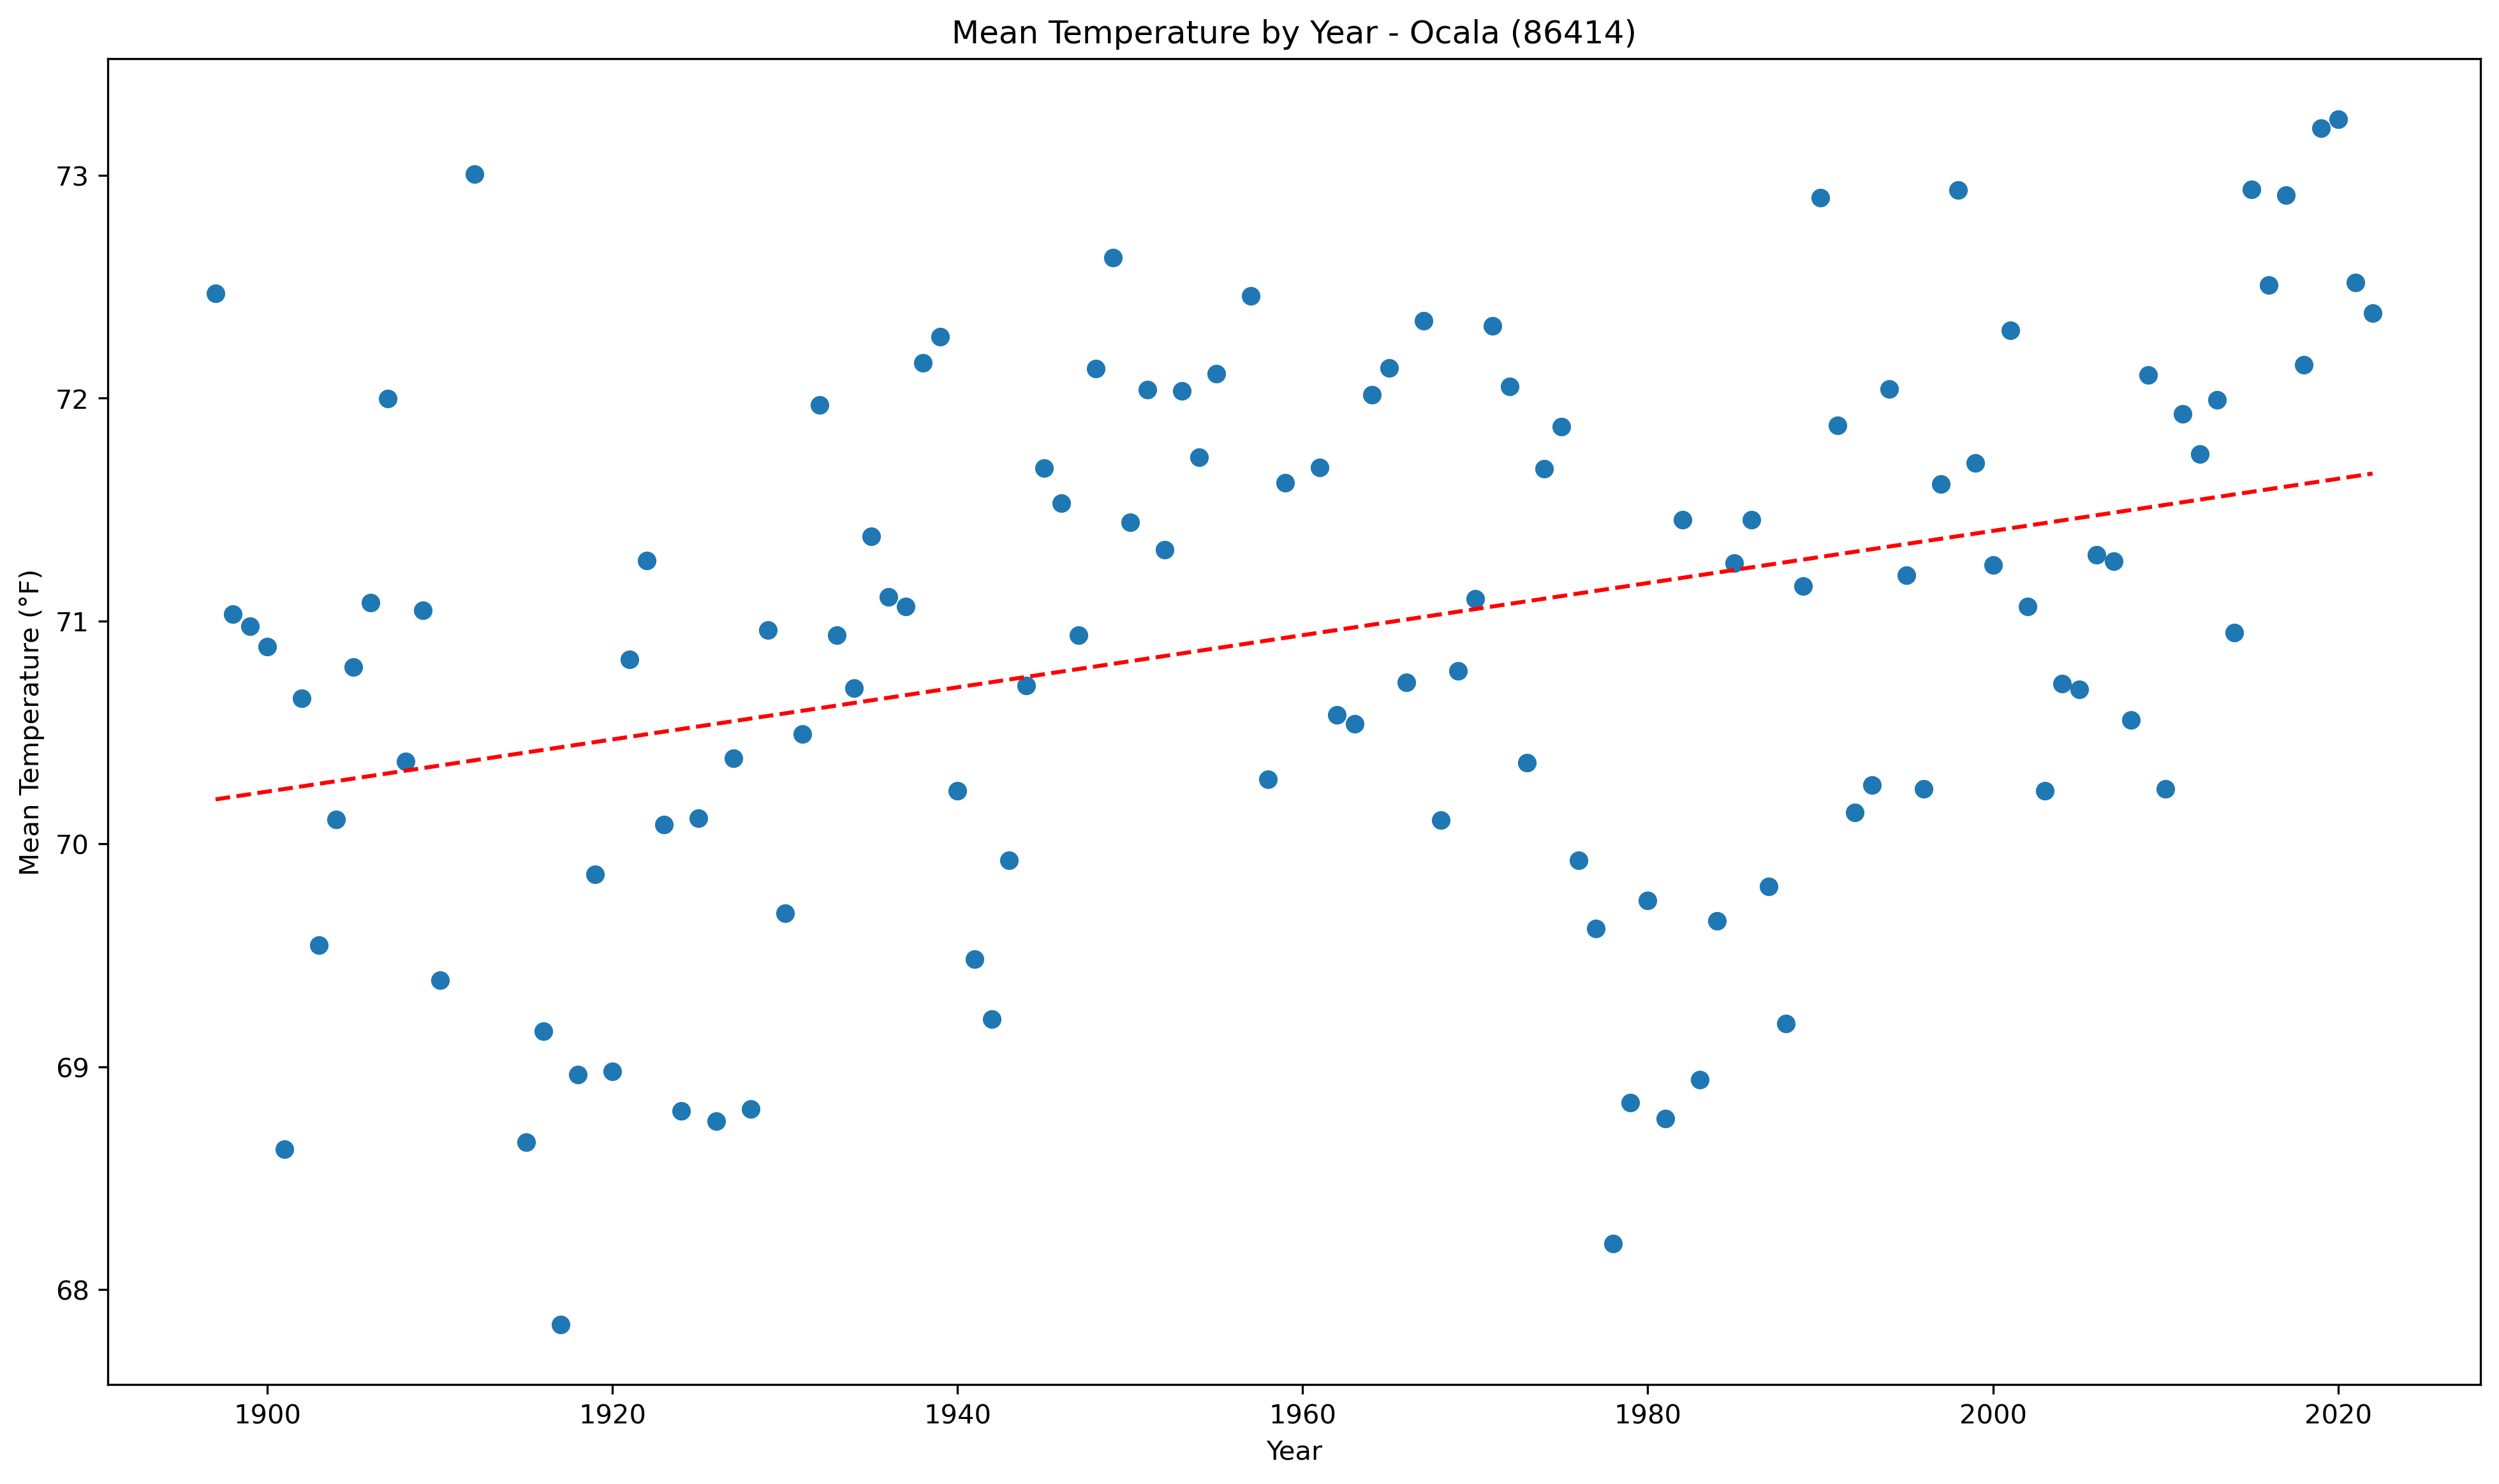 Mean Temperature by Year - Ocala (86414)
Mean Temperature (°F)
73
72
71
70
69
68
1900 1920 1940 1960 1980 2000 2020
Year